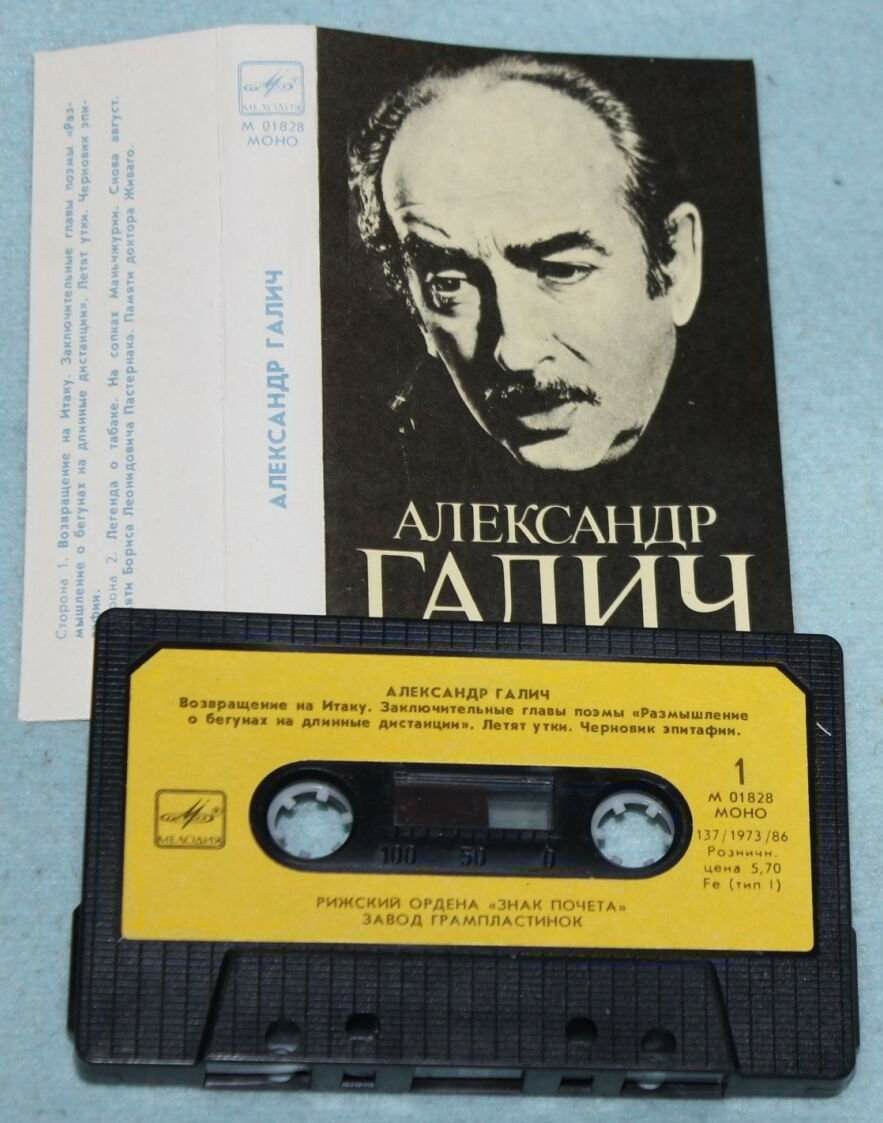 МЕЛОДИЯ
М 01828
МОНО
АЛЕКСАНДР ГАЛИЧ
Сторона 1. Возвращение на Итаку. Заключительные главы поэмы «Раз-
мышление о бегунах на длинные дистанции». Летят утки. Черновик эпи-
тафии.
рона 2. Легенда о табаке. На сопках Маньчжурии. Снова август.
мяти Бориса Леонидовича Пастернака. Памяти доктора Живаго.
АЛЕКСАНДР
ГАЛИЧ
АЛЕКСАНДР ГАЛИЧ
Возвращение на Итаку. Заключительные главы поэмы «Размышление
о бегунах на длинные дистанции». Летят утки. Черновик эпитафии.
МЕЛОДИЯ
1
М 01828
МОНО
137/1973/86
Розничн.
цена 5,70
Fe (тип I)
100 50 0
РИЖСКИЙ ОРДЕНА «ЗНАК ПОЧЕТА»
ЗАВОД ГРАМПЛАСТИНОК